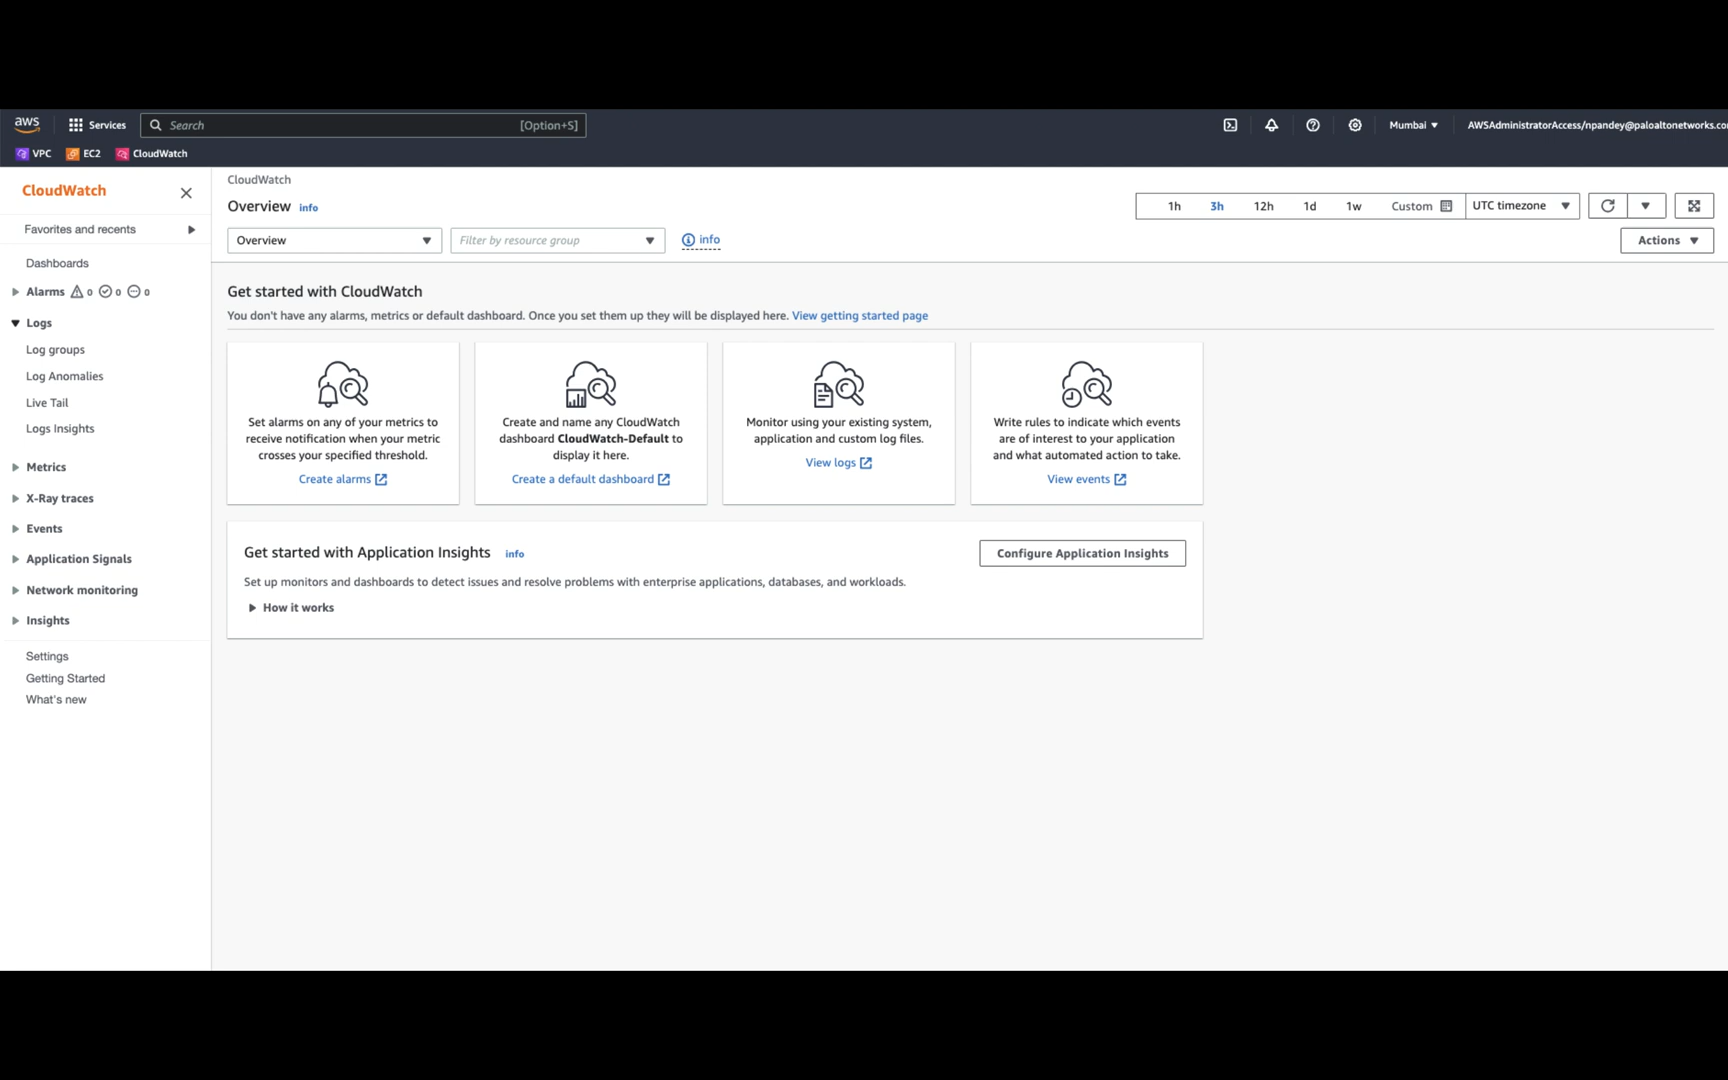 aws
Services
Search
[Option+S]
Mumbai
AWSAdministratorAccess/npandey@paloaltonetworks.co
VPC
EC2
CloudWatch
CloudWatch
Favorites and recents
Dashboards
Alarms 0 0 0
Logs
Log groups
Log Anomalies
Live Tail
Logs Insights
Metrics
X-Ray traces
Events
Application Signals
Network monitoring
Insights
Settings
Getting Started
What's new
CloudWatch
Overview info
1h 3h 12h 1d 1w Custom UTC timezone
Overview
Filter by resource group
info
Actions
Get started with CloudWatch
You don't have any alarms, metrics or default dashboard. Once you set them up they will be displayed here. View getting started page
Set alarms on any of your metrics to
receive notification when your metric
crosses your specified threshold.
Create alarms
Create and name any CloudWatch
dashboard CloudWatch-Default to
display it here.
Create a default dashboard
Monitor using your existing system,
application and custom log files.
View logs
Write rules to indicate which events
are of interest to your application
and what automated action to take.
View events
Get started with Application Insights info
Configure Application Insights
Set up monitors and dashboards to detect issues and resolve problems with enterprise applications, databases, and workloads.
How it works